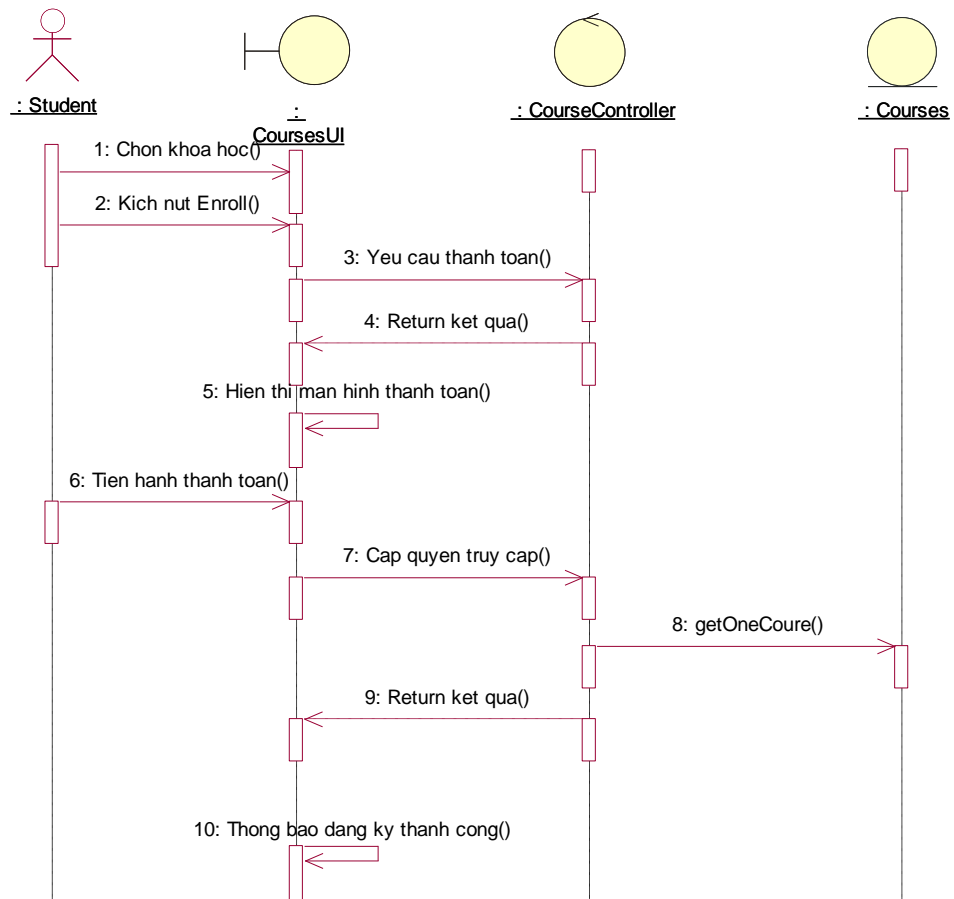 : Student
:
CoursesUI
: CourseController
: Courses
1: Chon khoa hoc()
2: Kich nut Enroll()
3: Yeu cau thanh toan()
4: Return ket qua()
5: Hien thi man hinh thanh toan()
6: Tien hanh thanh toan()
7: Cap quyen truy cap()
8: getOneCoure()
9: Return ket qua()
10: Thong bao dang ky thanh cong()